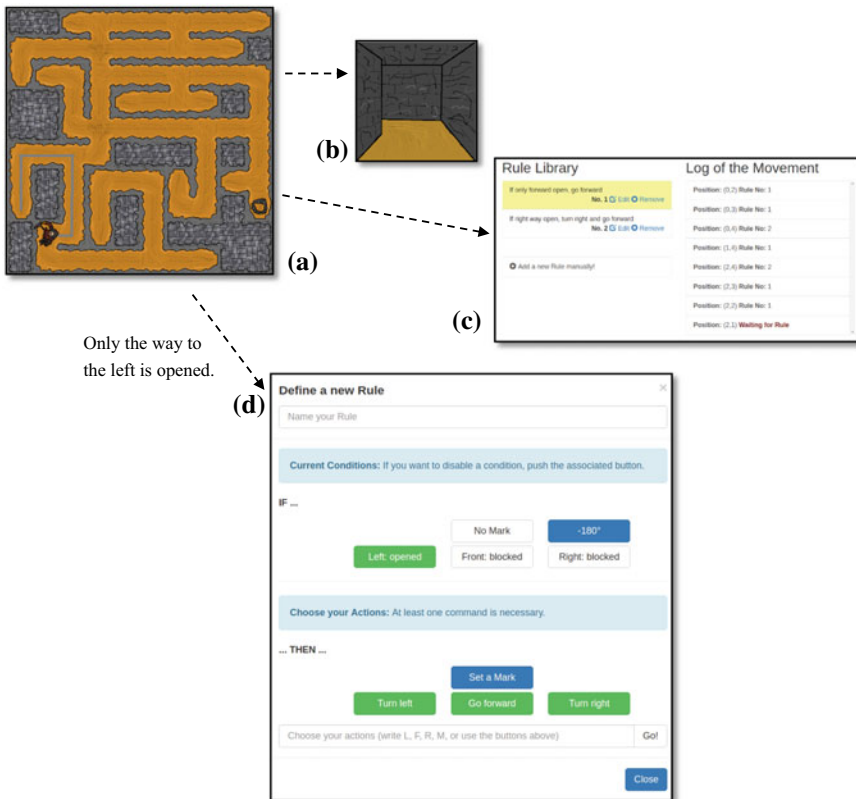 (a)
(b)
Rule Library
If only forward open, go forward
No. 1 Edit Remove
If right way open, turn right and go forward
No. 2 Edit Remove
Add a new Rule manually!
Log of the Movement
Position: (0,2) Rule No: 1
Position: (0,3) Rule No: 1
Position: (0,4) Rule No: 2
Position: (1,4) Rule No: 1
Position: (2,4) Rule No: 2
Position: (2,3) Rule No: 1
Position: (2,2) Rule No: 1
Position: (2,1) Waiting for Rule
(c)
Only the way to
the left is opened.
(d)
Define a new Rule
×
Name your Rule
Current Conditions: If you want to disable a condition, push the associated button.
IF ...
No Mark -180°
Left: opened Front: blocked Right: blocked
Choose your Actions: At least one command is necessary.
... THEN ...
Set a Mark
Turn left Go forward Turn right
Choose your actions (write L, F, R, M, or use the buttons above) Go!
Close